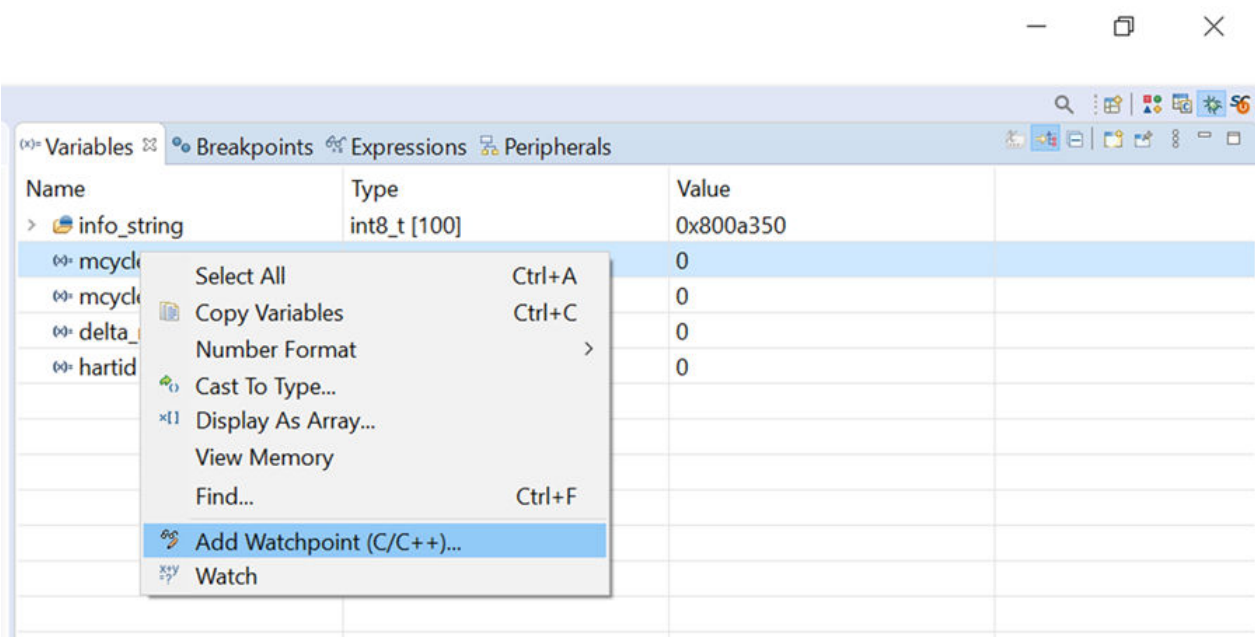 (x)= Variables Breakpoints Expressions Peripherals
Name Type Value
info_string int8_t [100] 0x800a350
(x)= 0
(x)= 0
(x)= 0
(x)= hartid 0
Select All Ctrl+A
Copy Variables Ctrl+C
Number Format
Cast To Type...
Display As Array...
View Memory
Find... Ctrl+F
Add Watchpoint (C/C++)...
Watch